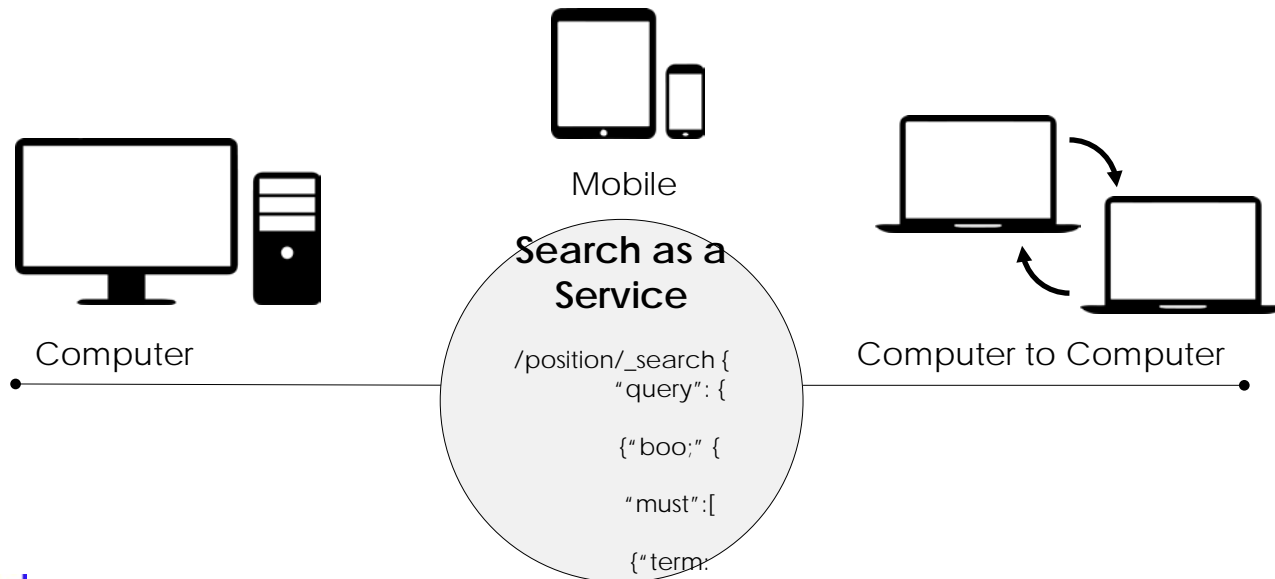 Mobile
Search as a
Service
Computer
Computer to Computer
/position/_search {
“query”: {
{“boo;” {
“must”:[
{“term: